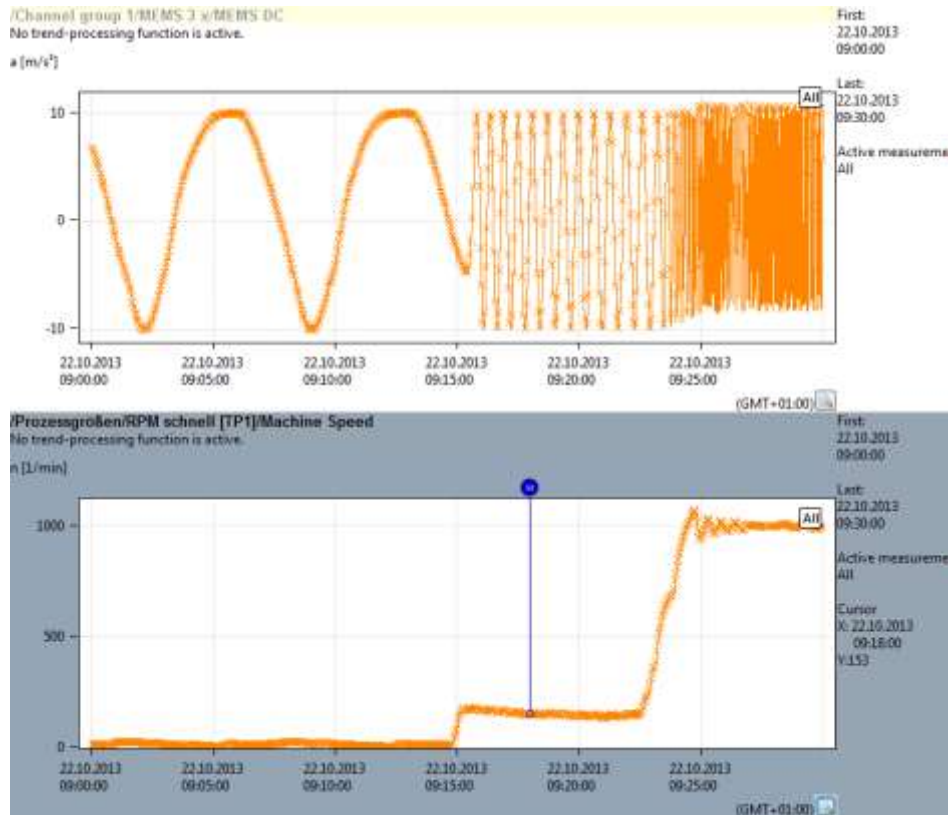 /Channel group 1/MEMS 3 x/MEMS DC
No trend-processing function is active.
a [m/s²]
First:
22.10.2013
09:00:00
Last:
22.10.2013
09:30:00
Active measureme
All
All
10
0
-10
22.10.2013 22.10.2013 22.10.2013 22.10.2013 22.10.2013 22.10.2013
09:00:00 09:05:00 09:10:00 09:15:00 09:20:00 09:25:00
(GMT+01:00)
/Prozessgrößen/RPM schnell [TP1]/Machine Speed
No trend-processing function is active.
n [1/min]
First:
22.10.2013
09:00:00
Last:
22.10.2013
09:30:00
Active measureme
All
Cursor
X: 22.10.2013
09:18:00
Y:153
All
1000
500
0
22.10.2013 22.10.2013 22.10.2013 22.10.2013 22.10.2013 22.10.2013
09:00:00 09:05:00 09:10:00 09:15:00 09:20:00 09:25:00
(GMT+01:00)